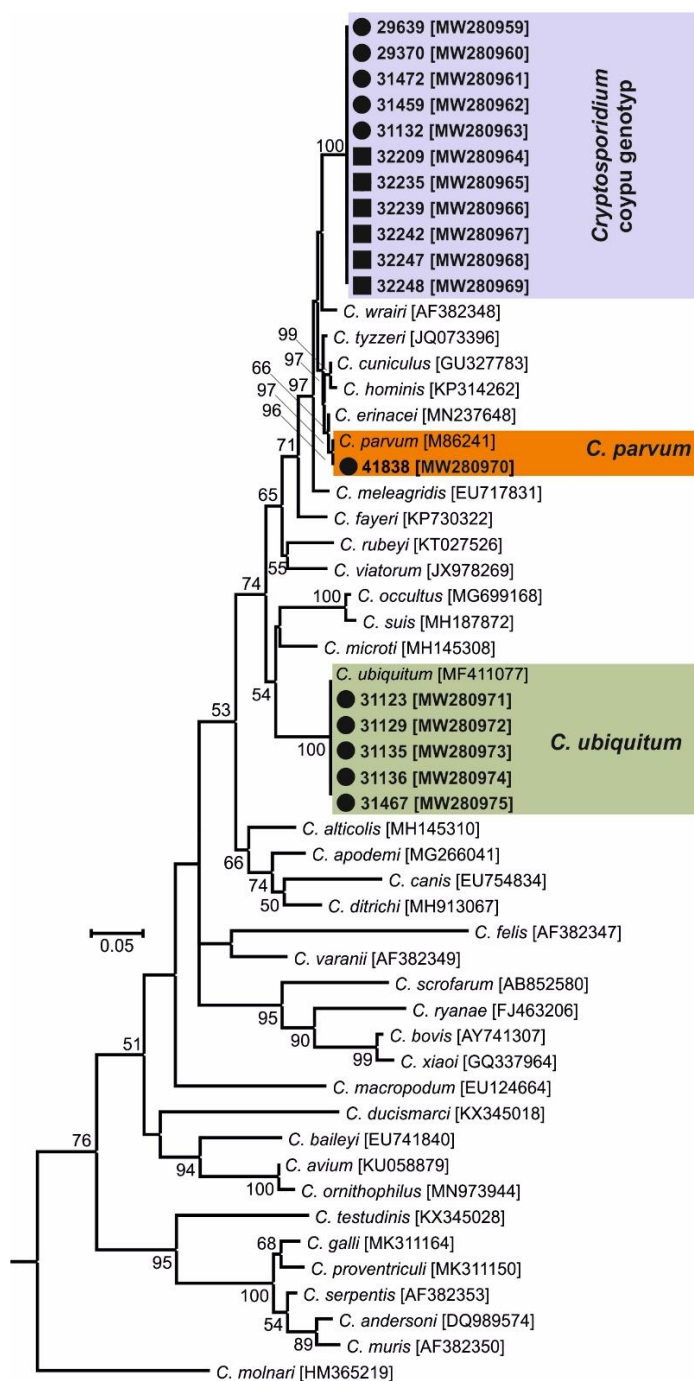 29639 [MW280959]
29370 [MW280960]
31472 [MW280961]
31459 [MW280962]
31132 [MW280963]
100
32209 [MW280964]
32235 [MW280965]
32239 [MW280966]
32242 [MW280967]
32247 [MW280968]
32248 [MW280969]
Cryptosporidium
coypu genotyp
C. wrairi [AF382348]
99
C. tyzzeri [JQ073396]
97
C. cuniculus [GU327783]
66
97
C. hominis [KP314262]
97
C. erinacei [MN237648]
96
C. parvum [M86241]
C. parvum
71
41838 [MW280970]
C. meleagridis [EU717831]
65
C. fayeri [KP730322]
C. rubeyi [KT027526]
55
C. viatorum [JX978269]
74
100
C. occultus [MG699168]
C. suis [MH187872]
C. microti [MH145308]
54
C. ubiquitum [MF411077]
53
31123 [MW280971]
31129 [MW280972]
100
31135 [MW280973]
C. ubiquitum
31136 [MW280974]
31467 [MW280975]
C. alticolis [MH145310]
66
C. apodemi [MG266041]
74
C. canis [EU754834]
50
C. ditrichi [MH913067]
0.05
C. felis [AF382347]
C. varanii [AF382349]
C. scrofarum [AB852580]
95
C. ryanae [FJ463206]
90
C. bovis [AY741307]
51
99
C. xiaoi [GQ337964]
C. macropodum [EU124664]
C. ducismarci [KX345018]
76
C. baileyi [EU741840]
94
C. avium [KU058879]
100
C. ornithophilus [MN973944]
C. testudinis [KX345028]
68
C. galli [MK311164]
95
C. proventriculi [MK311150]
100
C. serpentis [AF382353]
54
C. andersoni [DQ989574]
89
C. muris [AF382350]
C. molnari [HM365219]